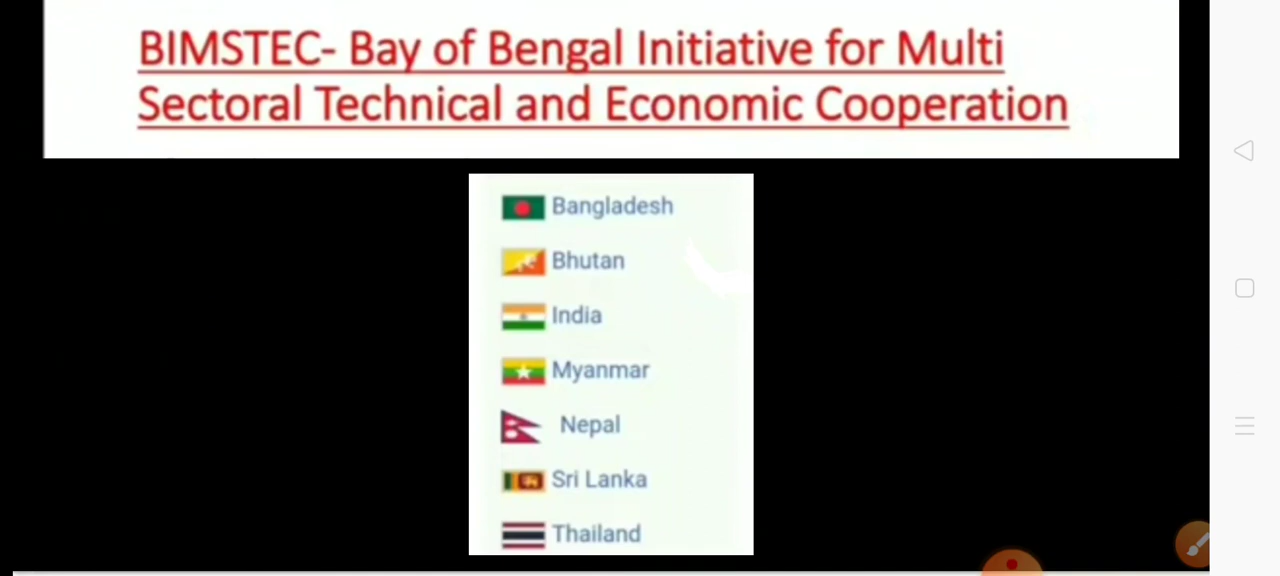 BIMSTEC- Bay of Bengal Initiative for Multi
Sectoral Technical and Economic Cooperation
Bangladesh
Bhutan
India
Myanmar
Nepal
Sri Lanka
Thailand